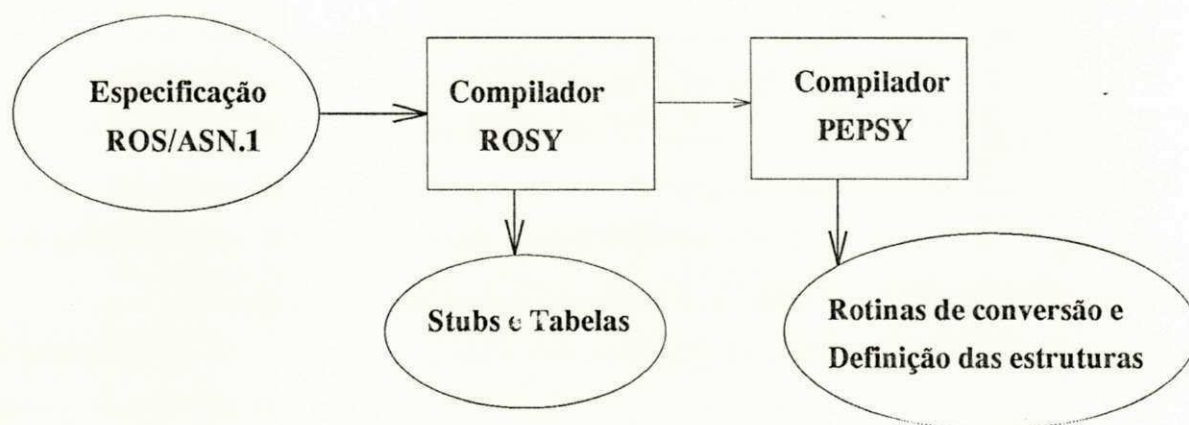 Especificação
ROS/ASN.1
Compilador
ROSY
Compilador
PEPSY
Stubs e Tabelas
Rotinas de conversão e
Definição das estruturas